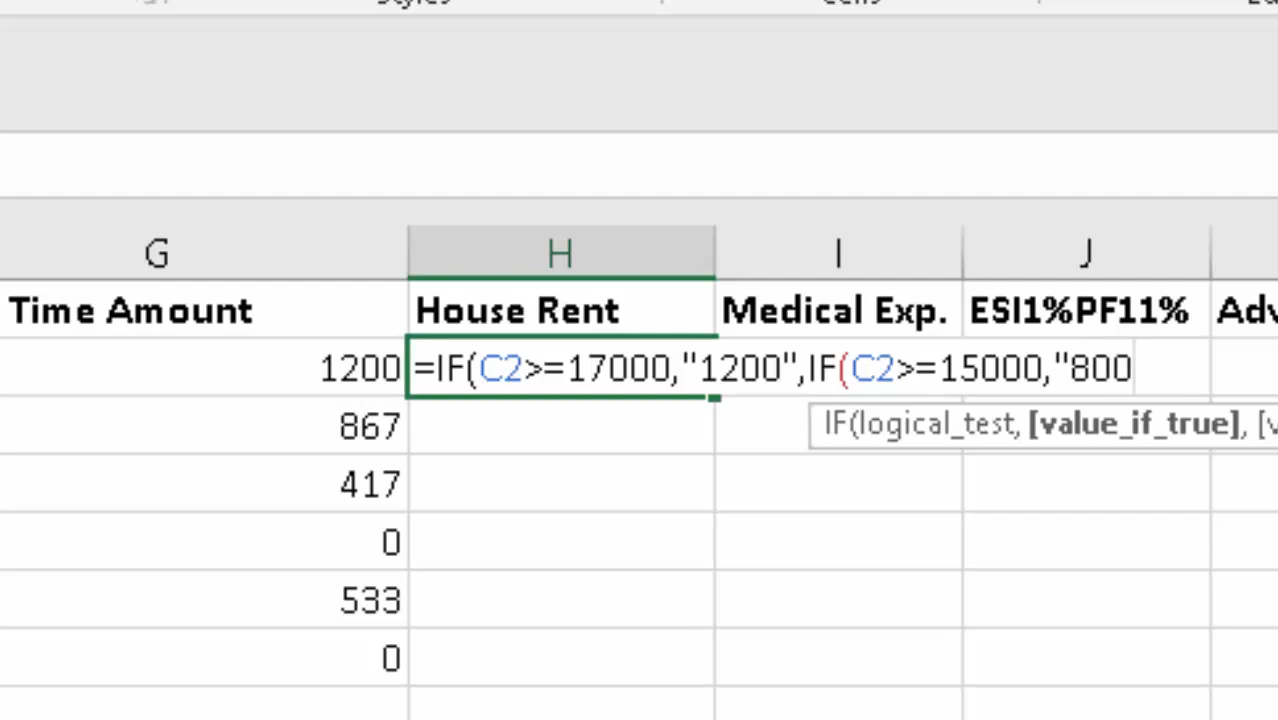 Styles Cells
G H I J
Time Amount House Rent Medical Exp. ESI1%PF11% Adv
1200 =IF(C2>=17000,"1200",IF(C2>=15000,"800
867 IF(logical_test, [value_if_true], [v
417
0
533
0